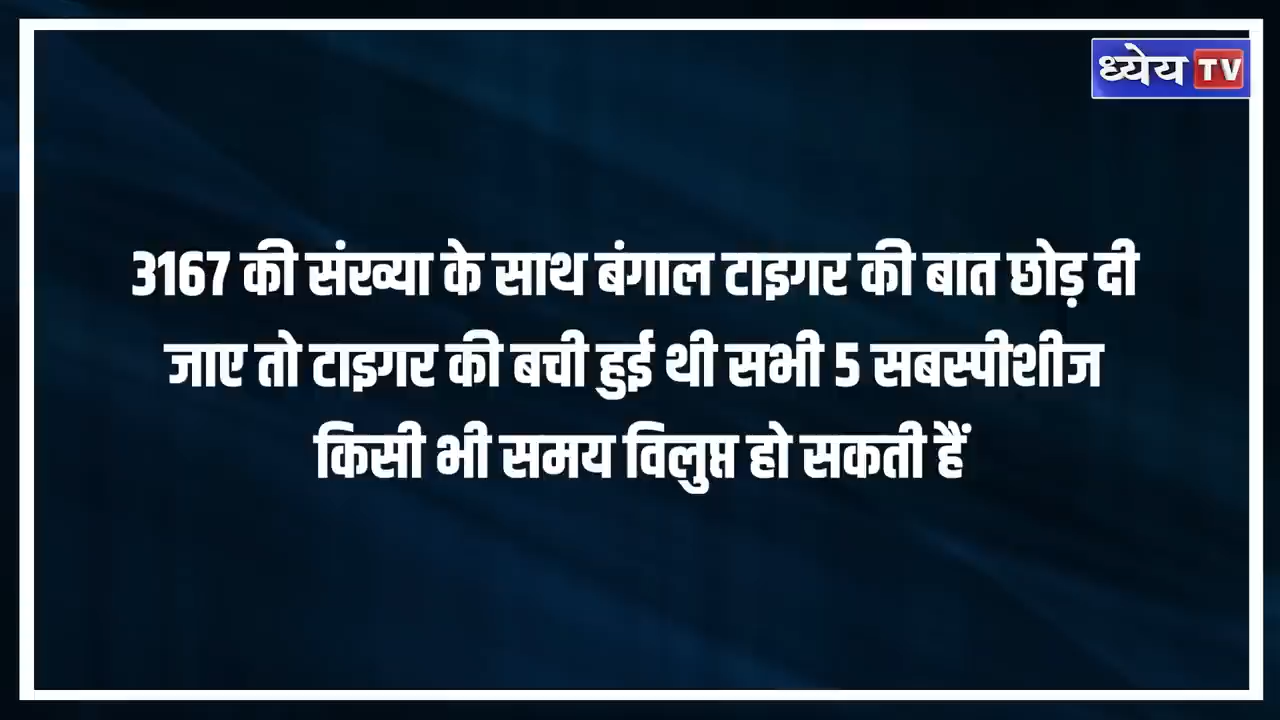 ध्येय TV
3167 की संख्या के साथ बंगाल टाइगर की बात छोड़ दी
जाए तो टाइगर की बची हुई थी सभी 5 सबस्पीशीज
किसी भी समय विलुप्त हो सकती हैं